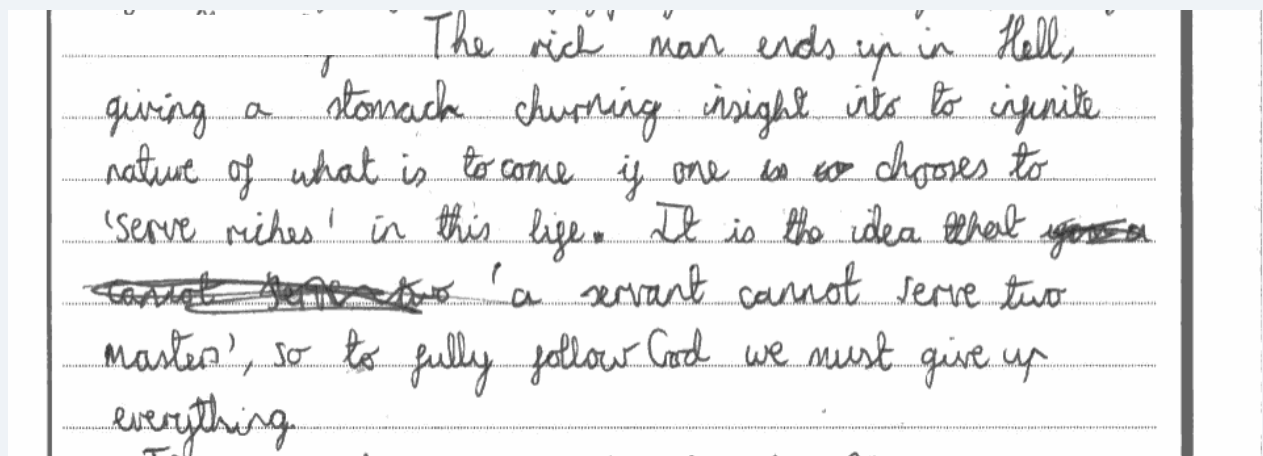 The rich man ends up in Hell,
giving a stomach churning insight into to infinite
nature of what is to come if one chooses to
'serve riches' in this life. It is the idea that
'a servant cannot serve two
masters', so to fully follow God we must give up
everything.